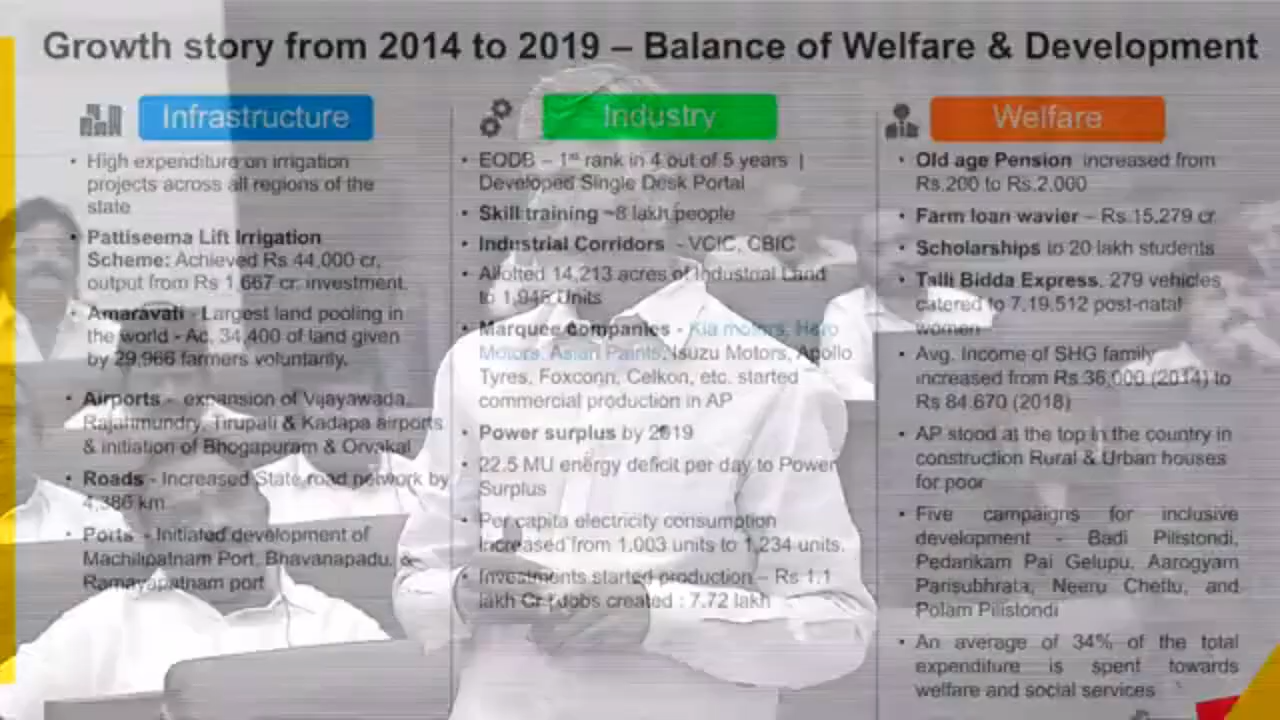 Growth story from 2014 to 2019 – Balance of Welfare & Development
Infrastructure
• High expenditure on irrigation
projects across all regions of the
state
• Pattiseema Lift Irrigation
Scheme: Achieved Rs 44,000 cr,
output from Rs 1,667 cr. investment.
• Amaravati - Largest land pooling in
the world - Ac. 34,400 of land given
by 29,966 farmers voluntarily.
• Airports - expansion of Vijayawada,
Rajahmundry, Tirupati & Kadapa airports
& initiation of Bhogapuram & Orvakal
• Roads - Increased State road network by
4,386 km
• Ports - Initiated development of
Machilipatnam Port, Bhavanapadu, &
Ramayapatnam port
Industry
• EODB – 1st rank in 4 out of 5 years |
Developed Single Desk Portal
• Skill training ~8 lakh people
• Industrial Corridors - VCIC, CBIC
• Allotted 14,213 acres of Industrial Land
to 1,945 Units
• Marquee Companies - Kia motors, Hero
Motors, Asian Paints, Isuzu Motors, Apollo
Tyres, Foxconn, Celkon, etc. started
commercial production in AP
• Power surplus by 2019
• 22.5 MU energy deficit per day to Power
Surplus
• Per capita electricity consumption
increased from 1,003 units to 1,234 units.
• Investments started production – Rs 1.1
lakh Cr | Jobs created : 7.72 lakh
Welfare
• Old age Pension increased from
Rs.200 to Rs.2,000
• Farm loan wavier – Rs.15,279 cr
• Scholarships to 20 lakh students
• Talli Bidda Express, 279 vehicles
catered to 7,19,512 post-natal
women
• Avg. Income of SHG family
increased from Rs.36,000 (2014) to
Rs 84,670 (2018)
• AP stood at the top in the country in
construction Rural & Urban houses
for poor
• Five campaigns for inclusive
development - Badi Pilistondi,
Pedarikam Pai Gelupu, Aarogyam
Parisubhrata, Neeru Chettu, and
Polam Pilistondi
• An average of 34% of the total
expenditure is spent towards
welfare and social services